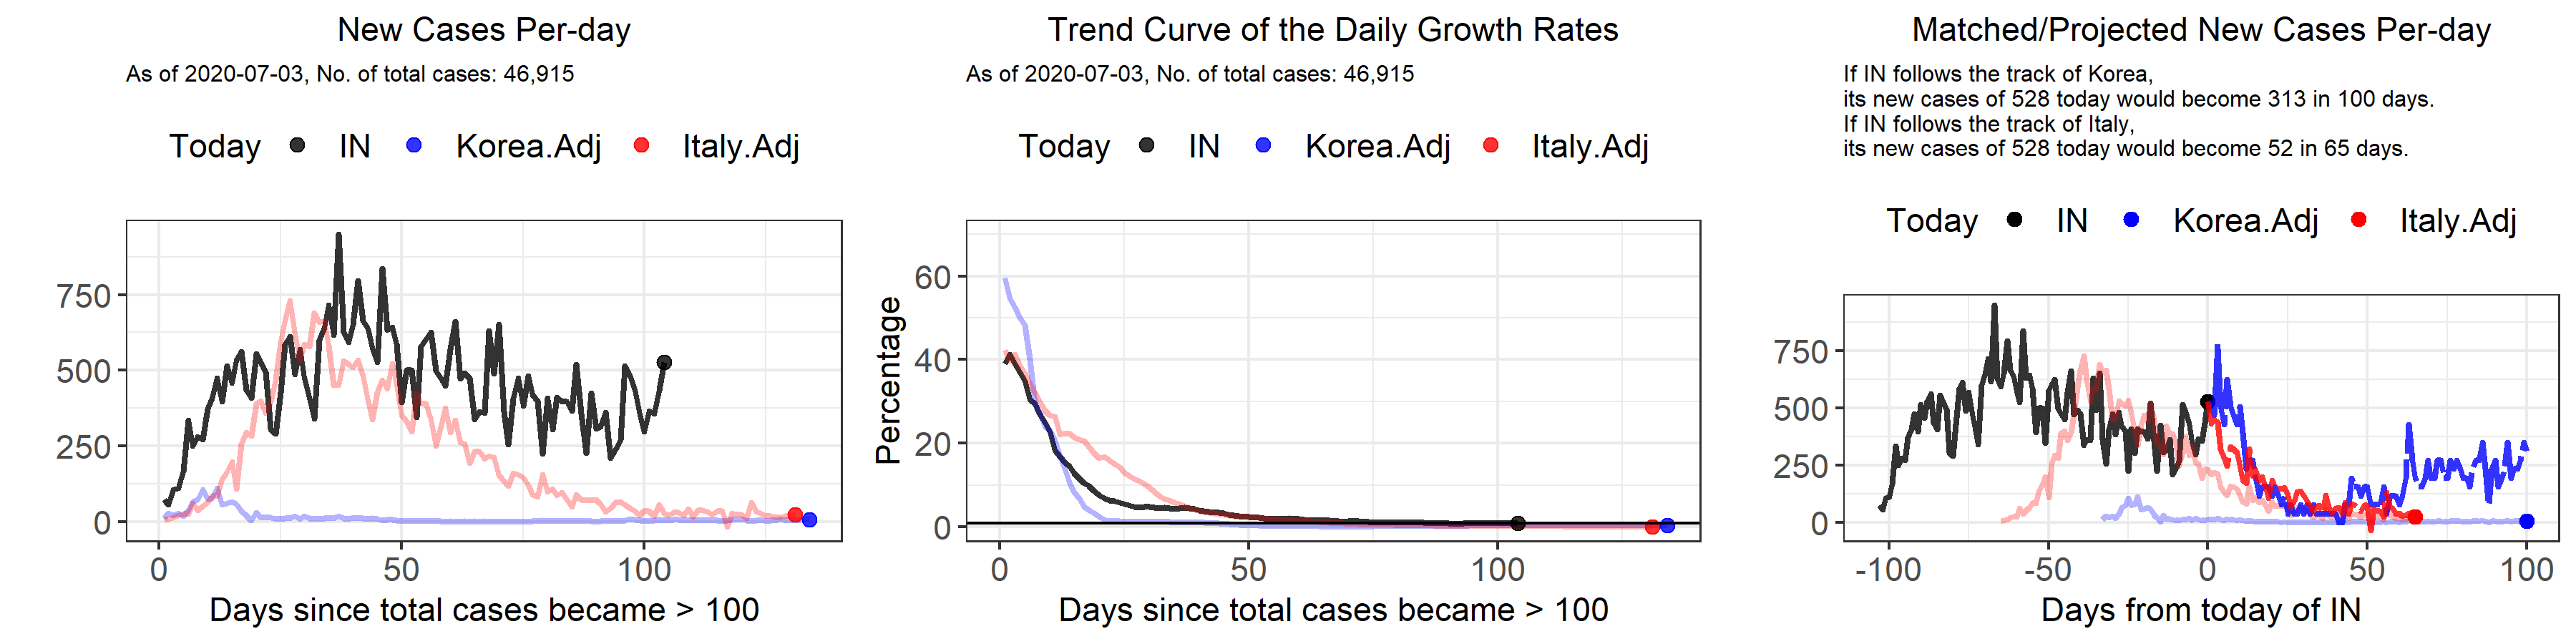 New Cases Per-day
As of 2020-07-03, No. of total cases: 46,915
Today IN Korea.Adj Italy.Adj
750
500
250
0
0 50 100
Days since total cases became > 100
Trend Curve of the Daily Growth Rates
As of 2020-07-03, No. of total cases: 46,915
Today IN Korea.Adj Italy.Adj
Percentage
60
40
20
0
0 50 100
Days since total cases became > 100
Matched/Projected New Cases Per-day
If IN follows the track of Korea,
its new cases of 528 today would become 313 in 100 days.
If IN follows the track of Italy,
its new cases of 528 today would become 52 in 65 days.
Today IN Korea.Adj Italy.Adj
750
500
250
0
-100 -50 0 50 100
Days from today of IN